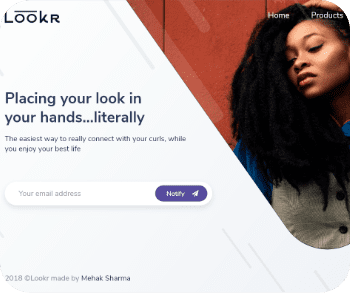 LOOKR
Home Products
Placing your look in
your hands...literally
The easiest way to really connect with your curls, while
you enjoy your best life
Your email address Notify
2018 ©Lookr made by Mehak Sharma